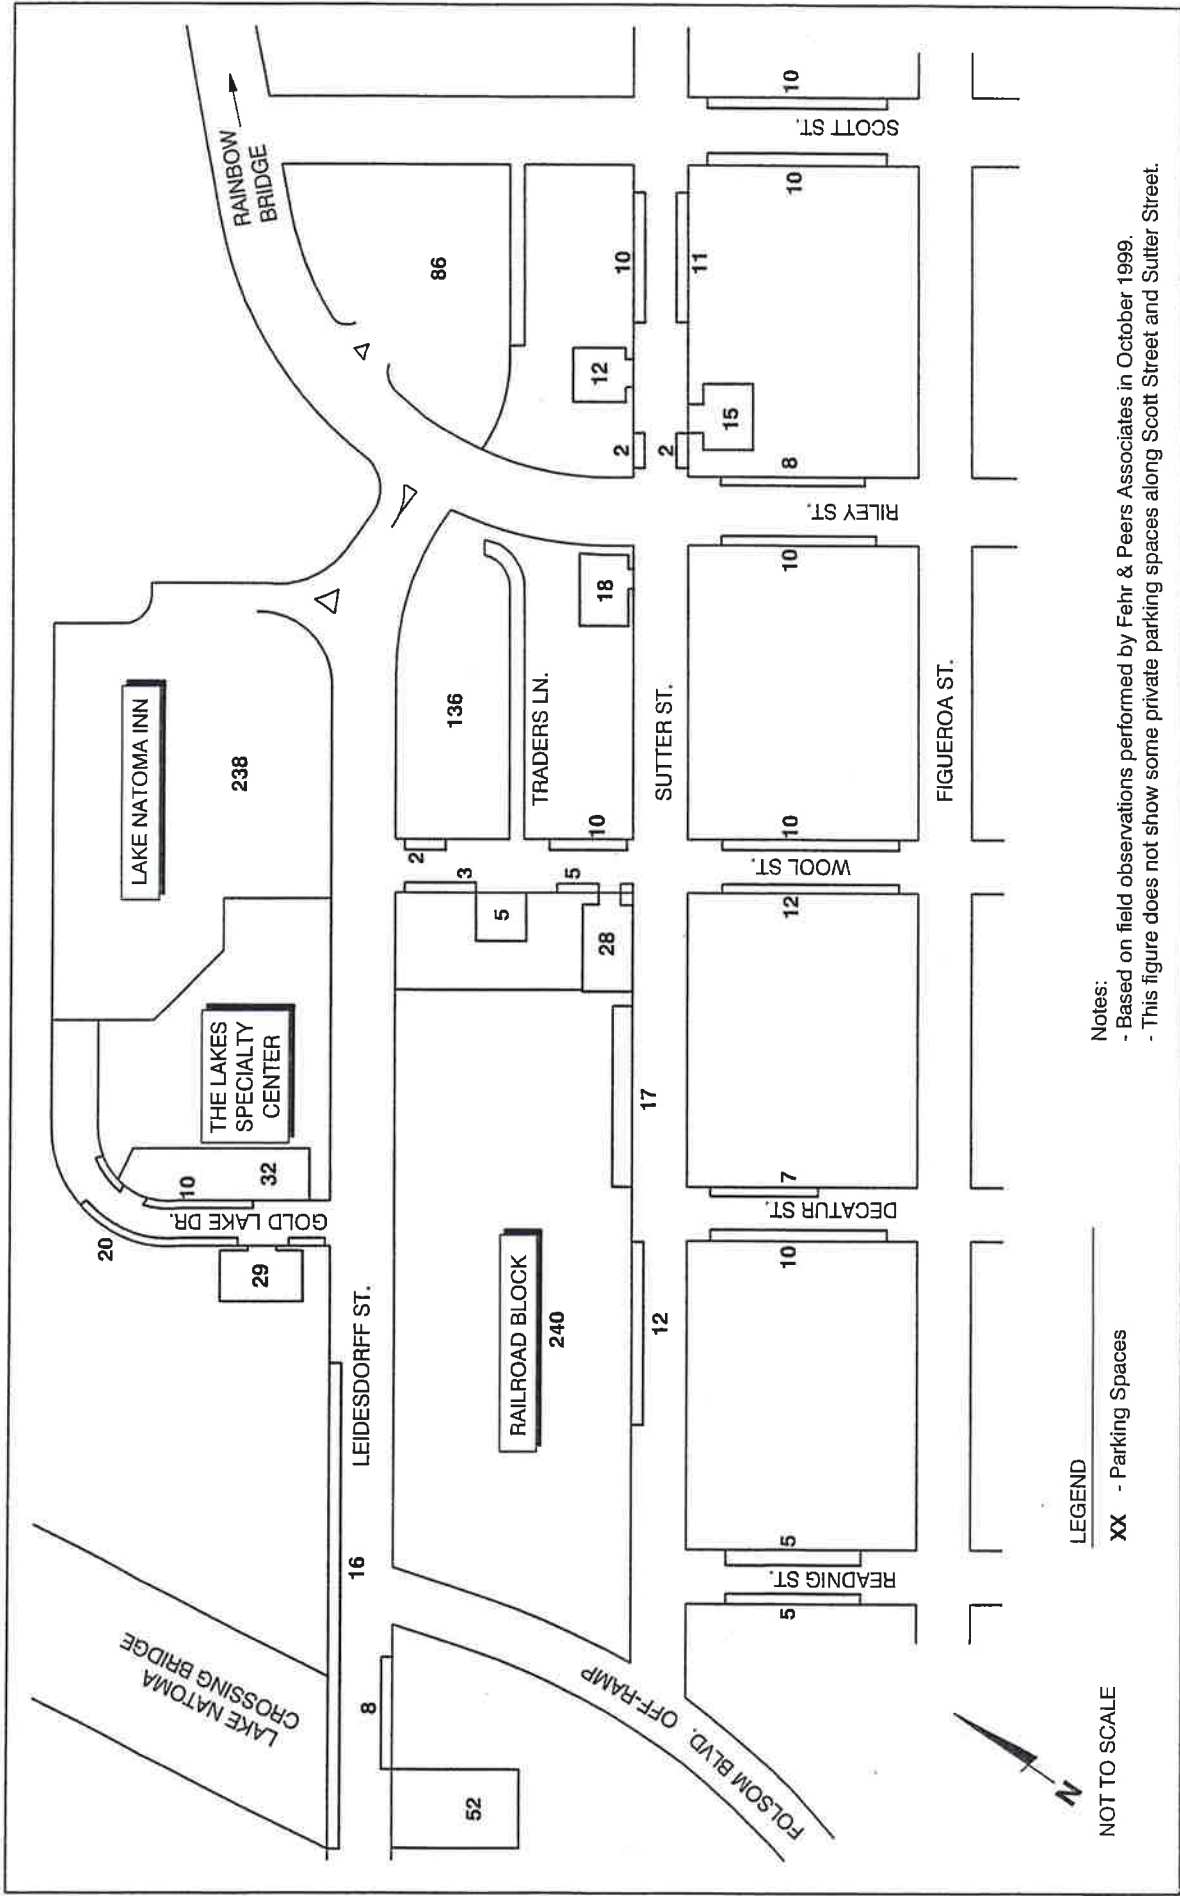 RAINBOW
BRIDGE
10
SCOTT ST.
10
86
10
11
12
15
2
2
8
RILEY ST.
10
18
LAKE NATOMA INN
238
136
TRADERS LN.
SUTTER ST.
FIGUEROA ST.
2
10
10
WOOL ST.
3
5
5
12
28
THE LAKES
SPECIALTY
CENTER
32
10
GOLD LAKE DR.
20
29
17
7
DECATUR ST.
10
LEIDESDORFF ST.
RAILROAD BLOCK
240
12
16
5
READNIG ST.
5
LAKE NATOMA
CROSSING BRIDGE
8
52
FOLSOM BLVD. OFF-RAMP
N
NOT TO SCALE
LEGEND
XX - Parking Spaces
Notes:
- Based on field observations performed by Fehr & Peers Associates in October 1999.
- This figure does not show some private parking spaces along Scott Street and Sutter Street.